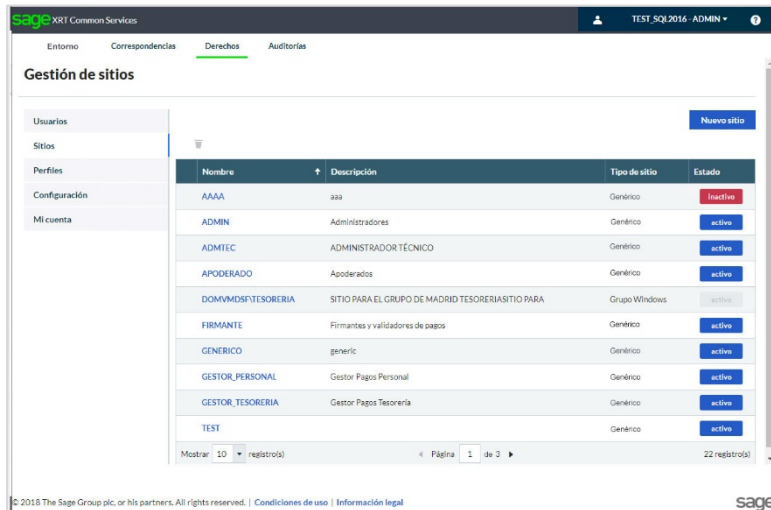 sage XRT Common Services TEST_SQL2016 - ADMIN ?
Entorno Correspondencias Derechos Auditorías
Gestión de sitios
Usuarios
Sitios
Perfiles
Configuración
Mi cuenta
Nuevo sitio
Nombre Descripción Tipo de sitio Estado
AAAA aaa Genérico inactivo
ADMIN Administradores Genérico activo
ADMTEC ADMINISTRADOR TÉCNICO Genérico activo
APODERADO Apoderados Genérico activo
DOMVMDSF\TESORERIA SITIO PARA EL GRUPO DE MADRID TESORERIASITIO PARA Grupo Windows activo
FIRMANTE Firmantes y validadores de pagos Genérico activo
GENERICO generic Genérico activo
GESTOR_PERSONAL Gestor Pagos Personal Genérico activo
GESTOR_TESORERIA Gestor Pagos Tesorería Genérico activo
TEST Genérico activo
Mostrar 10 registro(s) Página 1 de 3 22 registro(s)
© 2018 The Sage Group plc, or his partners. All rights reserved. | Condiciones de uso | Información legal sage